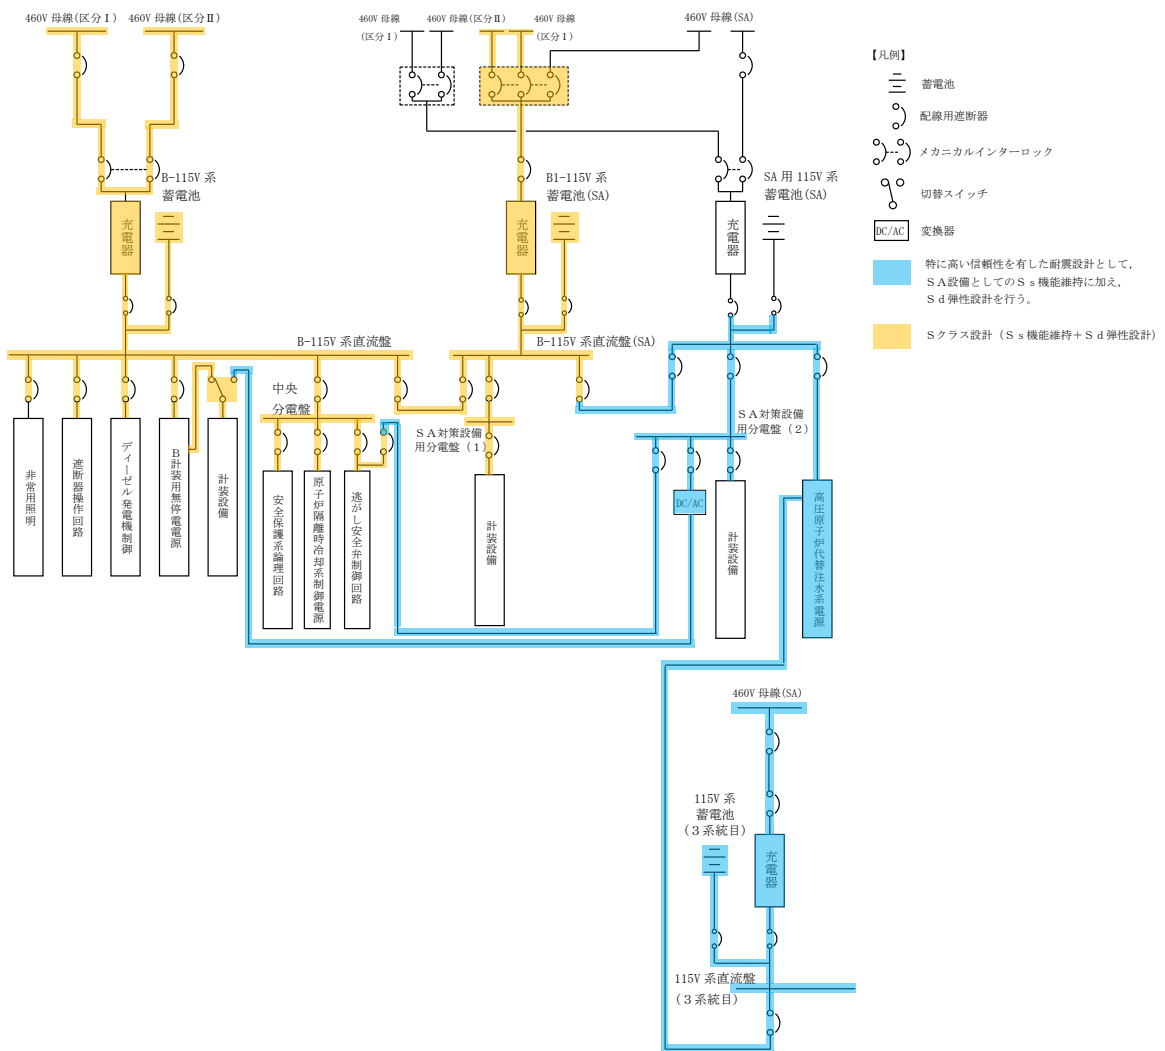 460V 母線(区分Ⅰ)
460V 母線(区分Ⅱ)
460V 母線
(区分Ⅰ)
460V 母線(区分Ⅱ)
460V 母線
(区分Ⅰ)
460V 母線(SA)
【凡例】
蓄電池
配線用遮断器
メカニカルインターロック
切替スイッチ
DC/AC
変換器
特に高い信頼性を有した耐震設計として，
ＳＡ設備としてのＳｓ機能維持に加え，
Ｓｄ弾性設計を行う。
Ｓクラス設計（Ｓｓ機能維持＋Ｓｄ弾性設計）
B-115V 系
蓄電池
充電器
B1-115V 系
蓄電池(SA)
充電器
SA 用 115V 系
蓄電池(SA)
充電器
B-115V 系直流盤
B-115V 系直流盤(SA)
中央
分電盤
ＳＡ対策設備
用分電盤（１）
ＳＡ対策設備
用分電盤（２）
非常用照明
遮断器操作回路
ディーゼル発電機制御
Ｂ計装用無停電電源
計装設備
安全保護系論理回路
原子炉隔離時冷却系制御電源
逃がし安全弁制御回路
計装設備
DC/AC
計装設備
高圧原子炉代替注水系電源
460V 母線(SA)
115V 系
蓄電池
(３系統目)
充電器
115V 系直流盤
(３系統目)